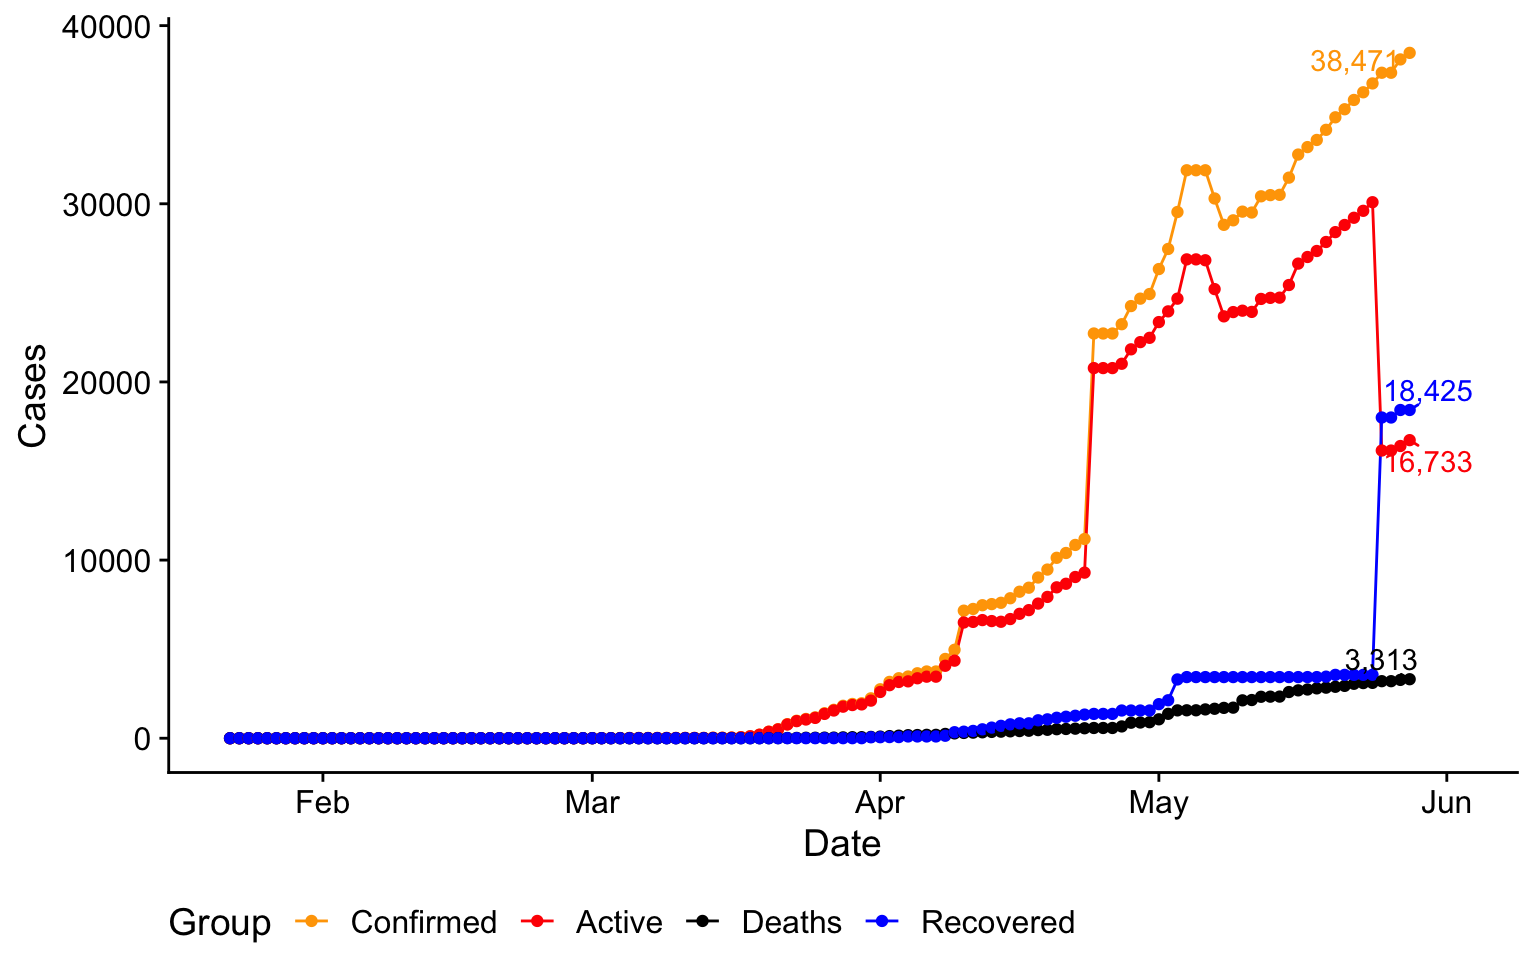 40000
30000
20000
10000
0
Cases
38,471
18,425
16,733
3,313
Feb Mar Apr May Jun
Date
Group Confirmed Active Deaths Recovered